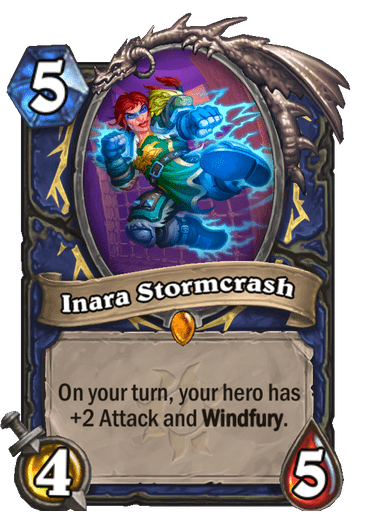 5
Inara Stormcrash
On your turn, your hero has
+2 Attack and Windfury.
4
5